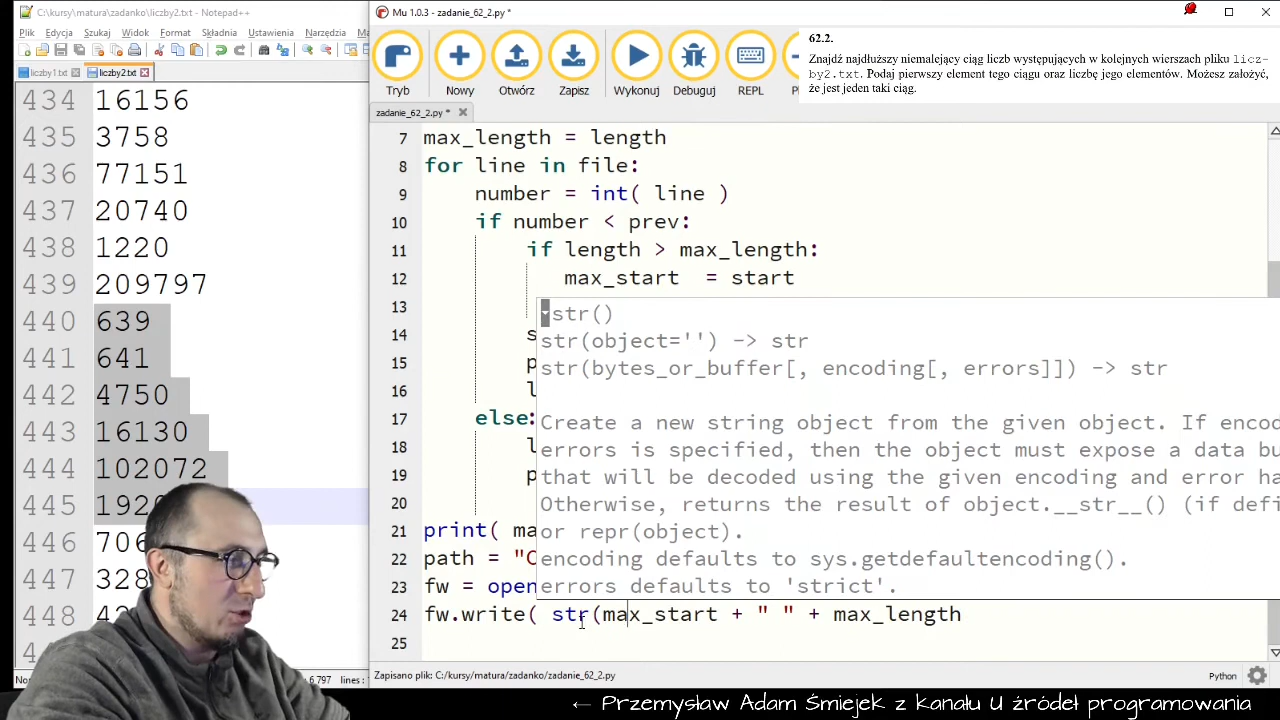 C:\kursy\matura\zadanko\liczby2.txt - Notepad++
Plik Edycja Szukaj Widok Format Składnia Ustawienia Narzędzia
liczby1.txt liczby2.txt
434 16156
435 3758
436 77151
437 20740
438 1220
439 209797
440 639
441 641
442 4750
443 16130
444 102072
445
446
447
448
Mu 1.0.3 - zadanie_62_2.py *
Tryb Nowy Otwórz Zapisz Wykonuj Debuguj REPL
zadanie_62_2.py *
62.2.
Znajdź najdłuższy niemalejący ciąg liczb występujących w kolejnych wierszach pliku licz-
by2.txt. Podaj pierwszy element tego ciągu oraz liczbę jego elementów. Możesz założyć,
że jest jeden taki ciąg.
7 max_length = length
8 for line in file:
9 number = int( line )
10 if number < prev:
11 if length > max_length:
12 max_start = start
13
14
15
16
17 else:
18
19
20
21 print(
22 path =
23 fw = open
24 fw.write( str(max_start + " " + max_length
25
str()
str(object='') -> str
str(bytes_or_buffer[, encoding[, errors]]) -> str
Create a new string object from the given object. If
errors is specified, then the object must expose a data
that will be decoded using the given encoding and error
Otherwise, returns the result of object.__str__() (if
or repr(object).
encoding defaults to sys.getdefaultencoding().
errors defaults to 'strict'.
Zapisano plik: C:/kursy/matura/zadanko/zadanie_62_2.py
Python
← Przemysław Adam Śmiejek z kanału U źródeł programowania